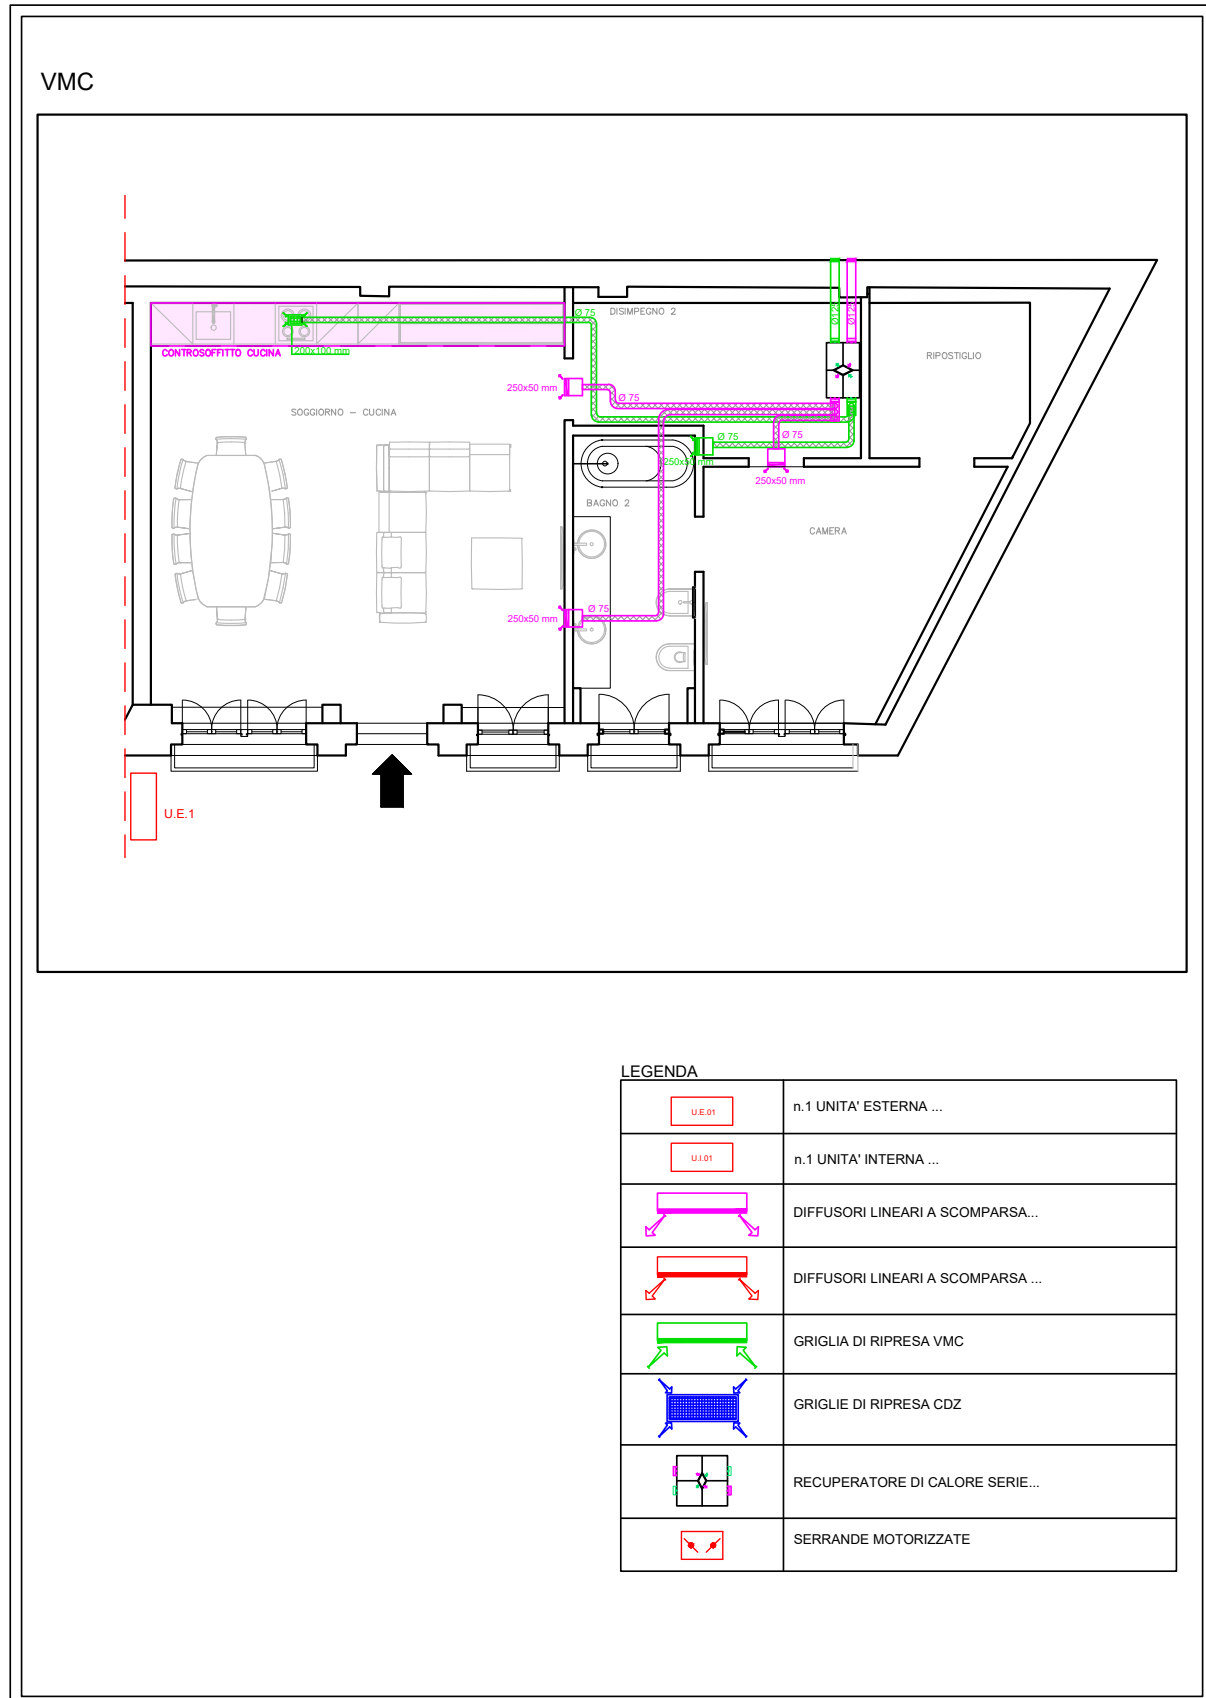 VMC
DISIMPEGNO 2
Ø 75
Ø125
Ø125
CONTROSOFFITTO CUCINA
200x100 mm
RIPOSTIGLIO
250x50 mm
Ø 75
SOGGIORNO – CUCINA
Ø 75
Ø 75
250x50 mm
250x50 mm
BAGNO 2
CAMERA
Ø 75
250x50 mm
U.E.1
LEGENDA
U.E.01
n.1 UNITA' ESTERNA ...
U.I.01
n.1 UNITA' INTERNA ...
DIFFUSORI LINEARI A SCOMPARSA...
DIFFUSORI LINEARI A SCOMPARSA ...
GRIGLIA DI RIPRESA VMC
GRIGLIE DI RIPRESA CDZ
RECUPERATORE DI CALORE SERIE...
SERRANDE MOTORIZZATE